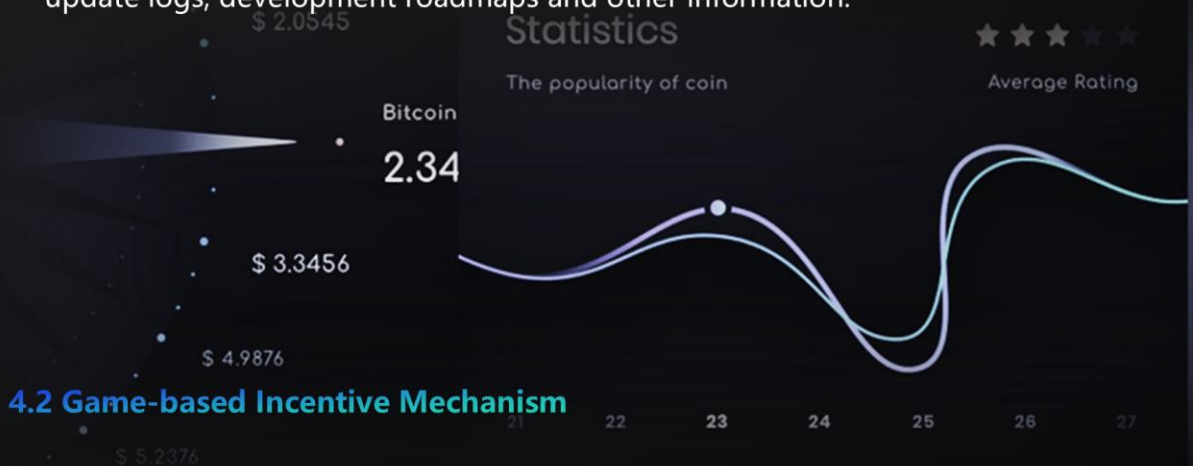 update logs, development roadmaps and other information.
$ 2.0545
Statistics
The popularity of coin
Average Rating
Bitcoin
2.34
$ 3.3456
$ 4.9876
4.2 Game-based Incentive Mechanism
21 22 23 24 25 26 27
$ 5.2376